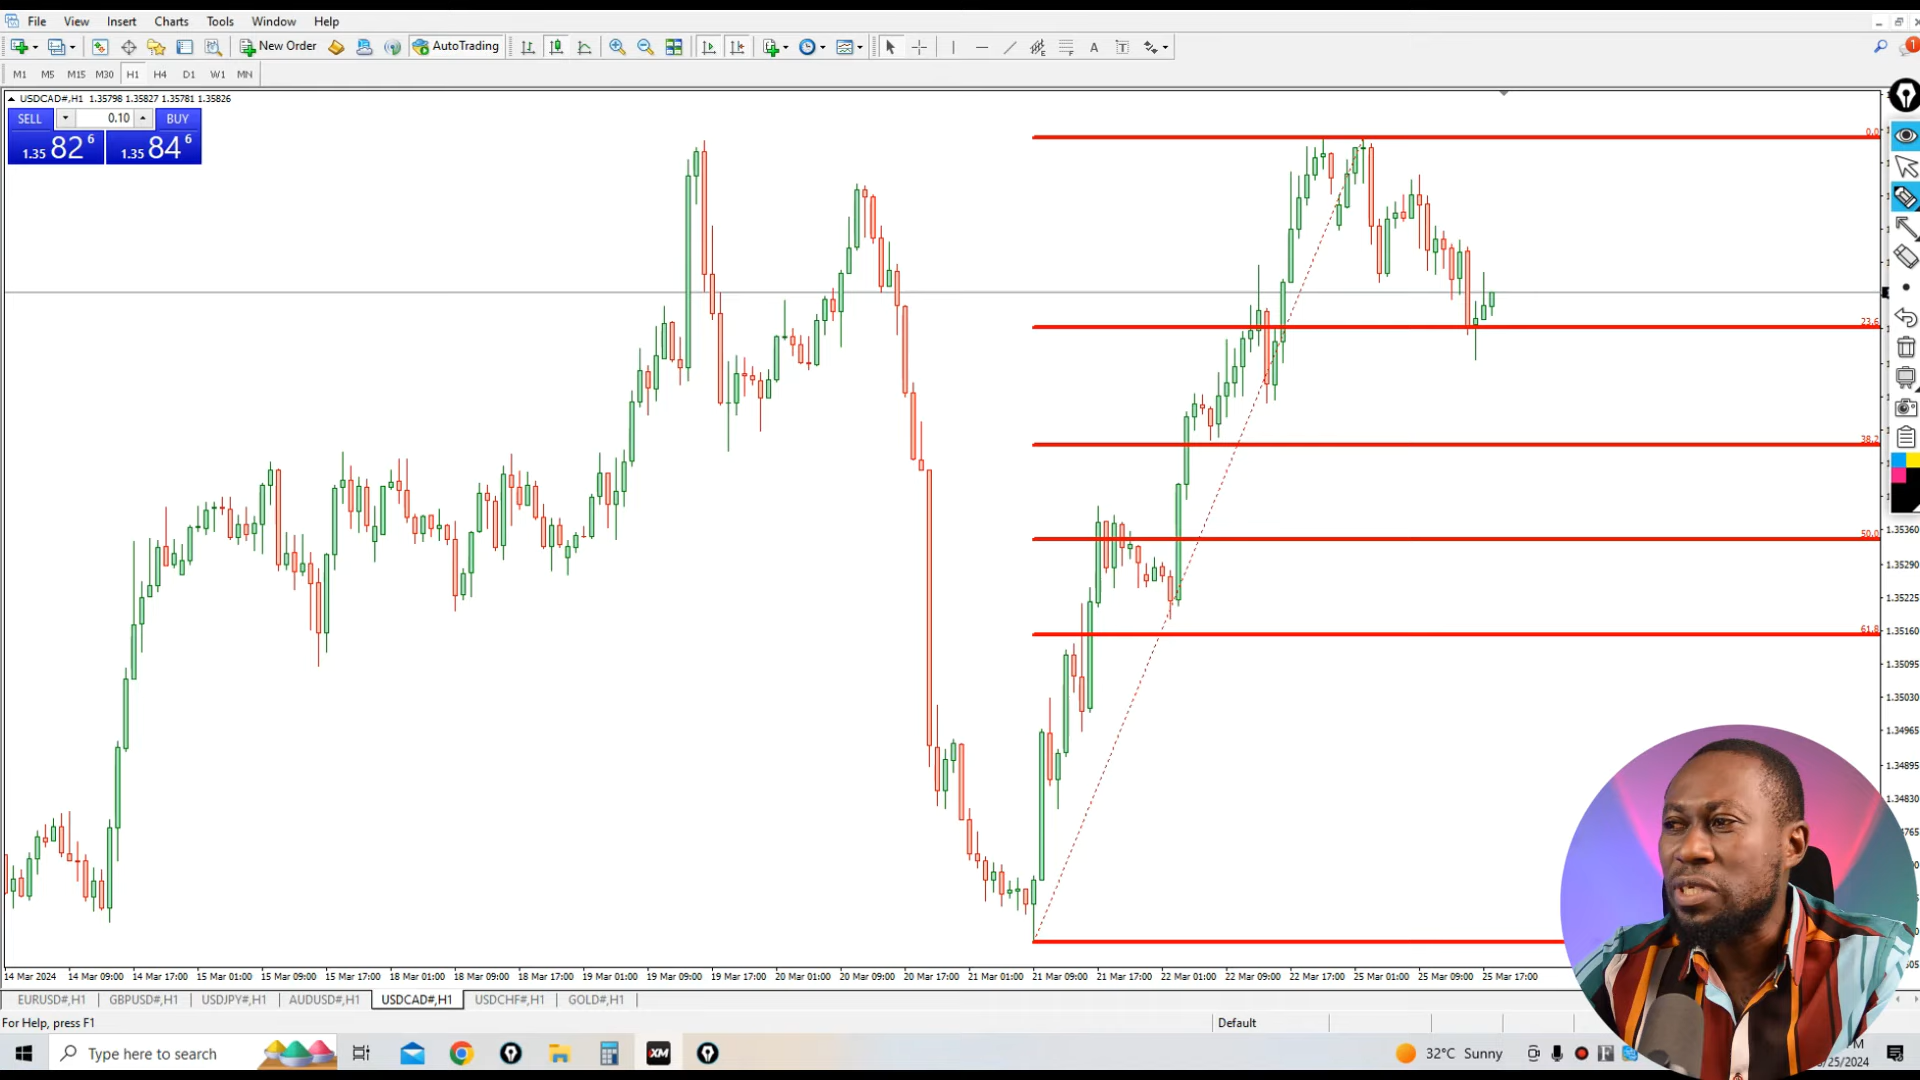 File View Insert Charts Tools Window Help
New Order AutoTrading
M1 M5 M15 M30 H1 H4 D1 W1 MN
USDCAD#,H1 1.35798 1.35827 1.35781 1.35826
SELL 0.10 BUY
1.35 82 6 1.35 84 6
0.0
23.6
38.2
50.0
61.8
1.35360
1.35290
1.35225
1.35160
1.35095
1.35030
1.34965
1.34895
1.34830
14 Mar 2024 14 Mar 09:00 14 Mar 17:00 15 Mar 01:00 15 Mar 09:00 15 Mar 17:00 18 Mar 01:00 18 Mar 09:00 18 Mar 17:00 19 Mar 01:00 19 Mar 09:00 19 Mar 17:00 20 Mar 01:00 20 Mar 09:00 20 Mar 17:00 21 Mar 01:00 21 Mar 09:00 21 Mar 17:00 22 Mar 01:00 22 Mar 09:00 22 Mar 17:00 25 Mar 01:00 25 Mar 09:00 25 Mar 17:00
EURUSD#,H1 GBPUSD#,H1 USDJPY#,H1 AUDUSD#,H1 USDCAD#,H1 USDCHF#,H1 GOLD#,H1
For Help, press F1 Default
Type here to search XM 32°C Sunny